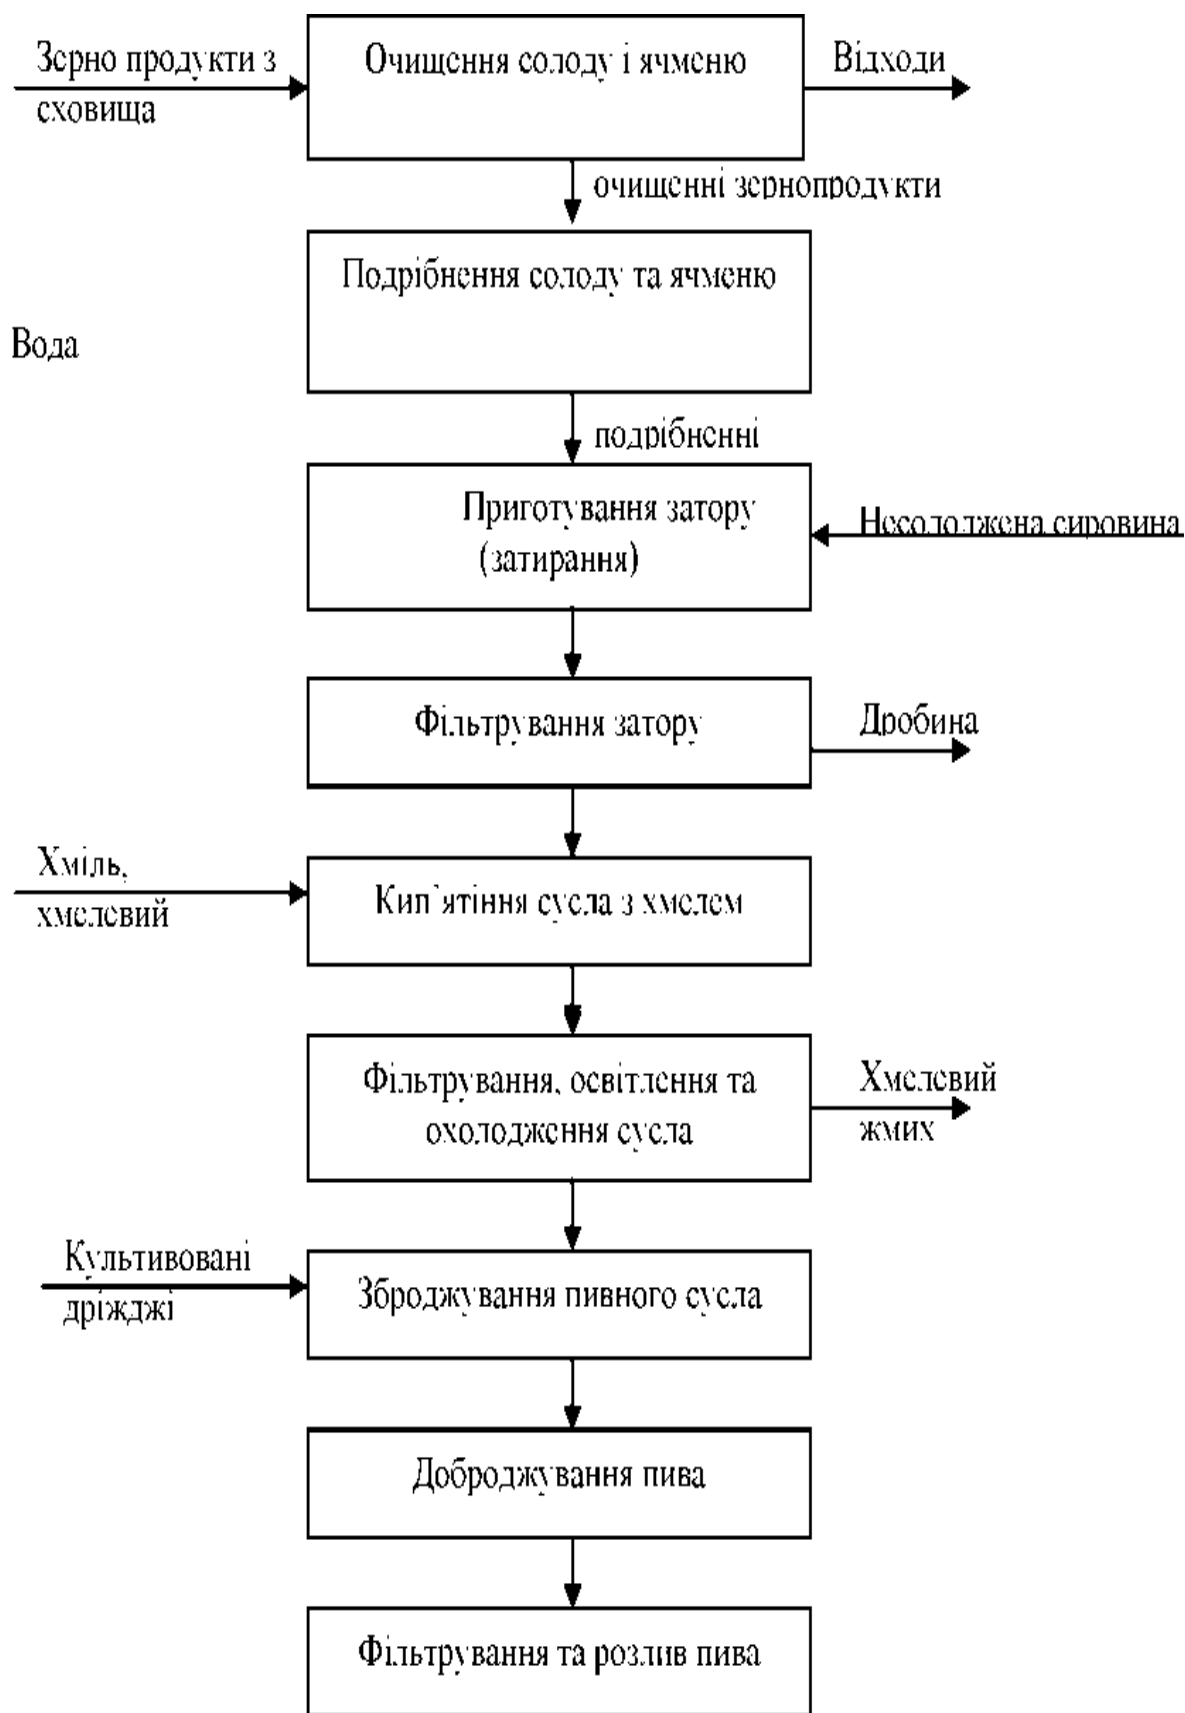 Зерно продукти з
сховища
Очищення солоду і ячменю
Відходи
очищенні зернопродукти
Подрібнення солоду та ячменю
Вода
подрібненні
Приготування затору
(затирання)
Несолоджена сировина
Фільтрування затору
Дробина
Хміль,
хмелевий
Кип`ятіння сусла з хмелем
Фільтрування, освітлення та
охолодження сусла
Хмелевий
жмих
Культивовані
дріжджі
Зброджування пивного сусла
Доброджування пива
Фільтрування та розлив пива